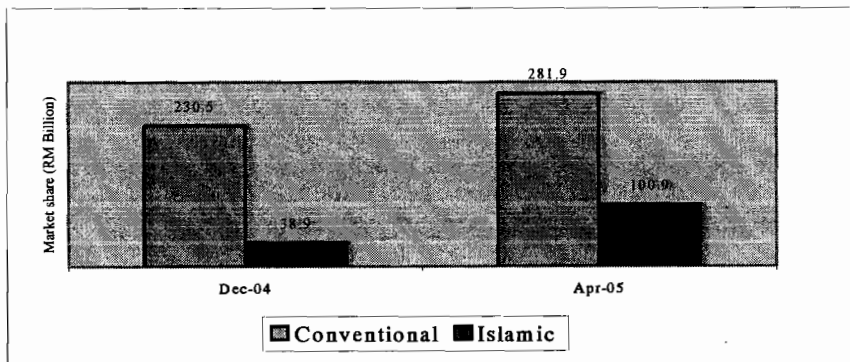 Market share (RM Billion)
281.9
230.5
100.9
38.9
Dec-04 Apr-05
Conventional Islamic